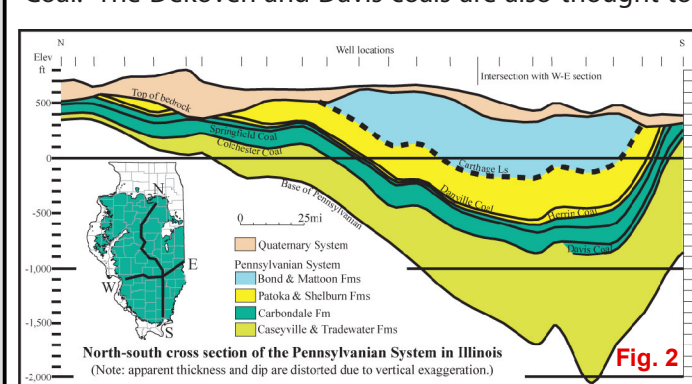 Coal. The Dekoven and Davis coals are also thought to
N
Well locations
S
Elev
ft
Intersection with W-E section
500
0
-500
-1,000
-1,500
-2,000
Top of bedrock
Springfield Coal
Colchester Coal
Base of Pennsylvanian
Carthage Ls
Danville Coal
Herrin Coal
Davis Coal
N
E
W
S
0 25mi
Quaternary System
Pennsylvanian System
Bond & Mattoon Fms
Patoka & Shelburn Fms
Carbondale Fm
Caseyville & Tradewater Fms
North-south cross section of the Pennsylvanian System in Illinois
(Note: apparent thickness and dip are distorted due to vertical exaggeration.)
Fig. 2